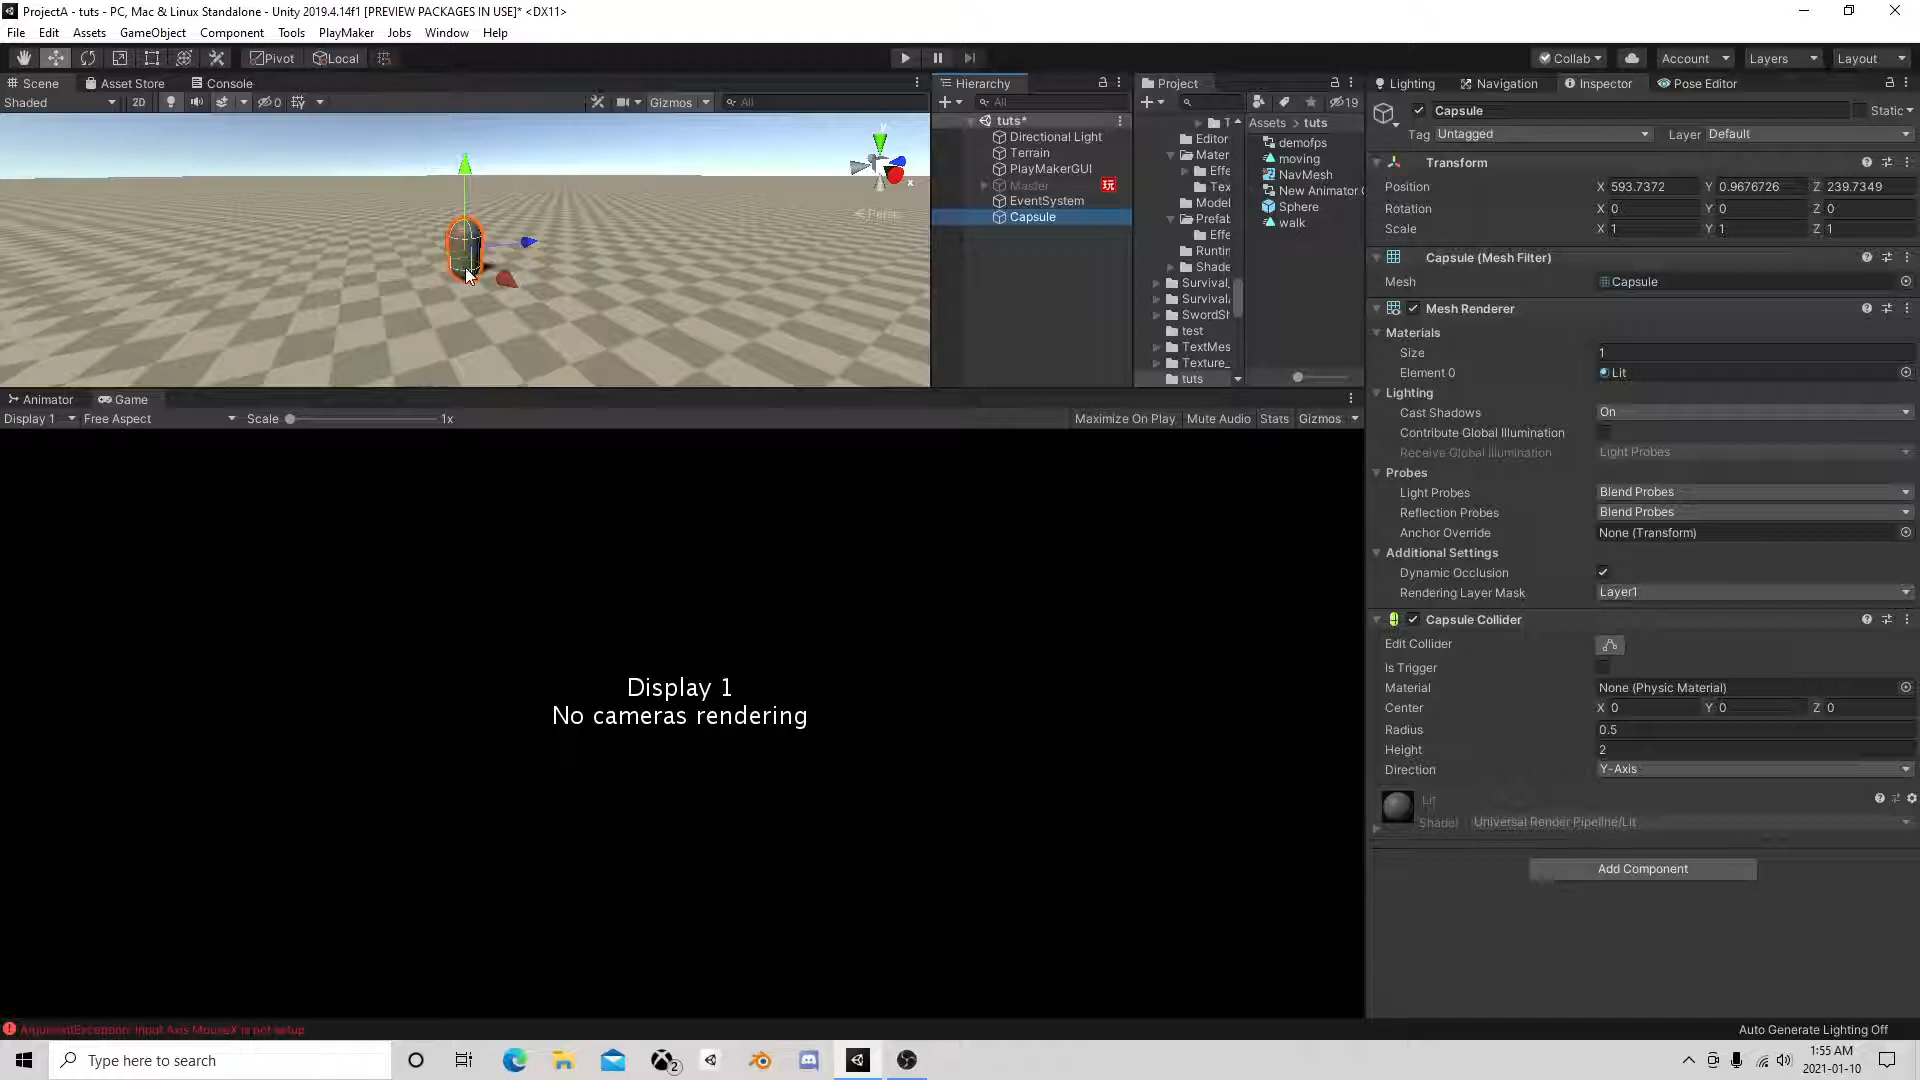 ProjectA - tuts - PC, Mac & Linux Standalone - Unity 2019.4.14f1 [PREVIEW PACKAGES IN USE]* <DX11>
File Edit Assets GameObject Component Tools PlayMaker Jobs Window Help
Pivot Local Collab Account Layers Layout
Scene Asset Store Console
Shaded 2D 0 Gizmos All
Persp
y
x
Hierarchy
All
tuts*
Directional Light
Terrain
PlayMakerGUI
Master 玩
EventSystem
Capsule
Project
19
Assets > tuts
T
Editor
Mater
Effe
Tex
Model
Prefab
Effe
Runtin
Shade
Survival
Survival
SwordSh
test
TextMes
Texture_
tuts
demofps
moving
NavMesh
New Animator C
Sphere
walk
Lighting Navigation Inspector Pose Editor
Capsule Static
Tag Untagged Layer Default
Transform
Position X 593.7372 Y 0.9676726 Z 239.7349
Rotation X 0 Y 0 Z 0
Scale X 1 Y 1 Z 1
Capsule (Mesh Filter)
Mesh Capsule
Mesh Renderer
Materials
Size 1
Element 0 Lit
Lighting
Cast Shadows On
Contribute Global Illumination
Receive Global Illumination Light Probes
Probes
Light Probes Blend Probes
Reflection Probes Blend Probes
Anchor Override None (Transform)
Additional Settings
Dynamic Occlusion
Rendering Layer Mask Layer1
Capsule Collider
Edit Collider
Is Trigger
Material None (Physic Material)
Center X 0 Y 0 Z 0
Radius 0.5
Height 2
Direction Y-Axis
Lit
Shader Universal Render Pipeline/Lit
Add Component
Animator Game
Display 1 Free Aspect Scale 1x Maximize On Play Mute Audio Stats Gizmos
Display 1
No cameras rendering
ArgumentException: Input Axis MouseX is not setup.
Auto Generate Lighting Off
Type here to search
2
1:55 AM
2021-01-10